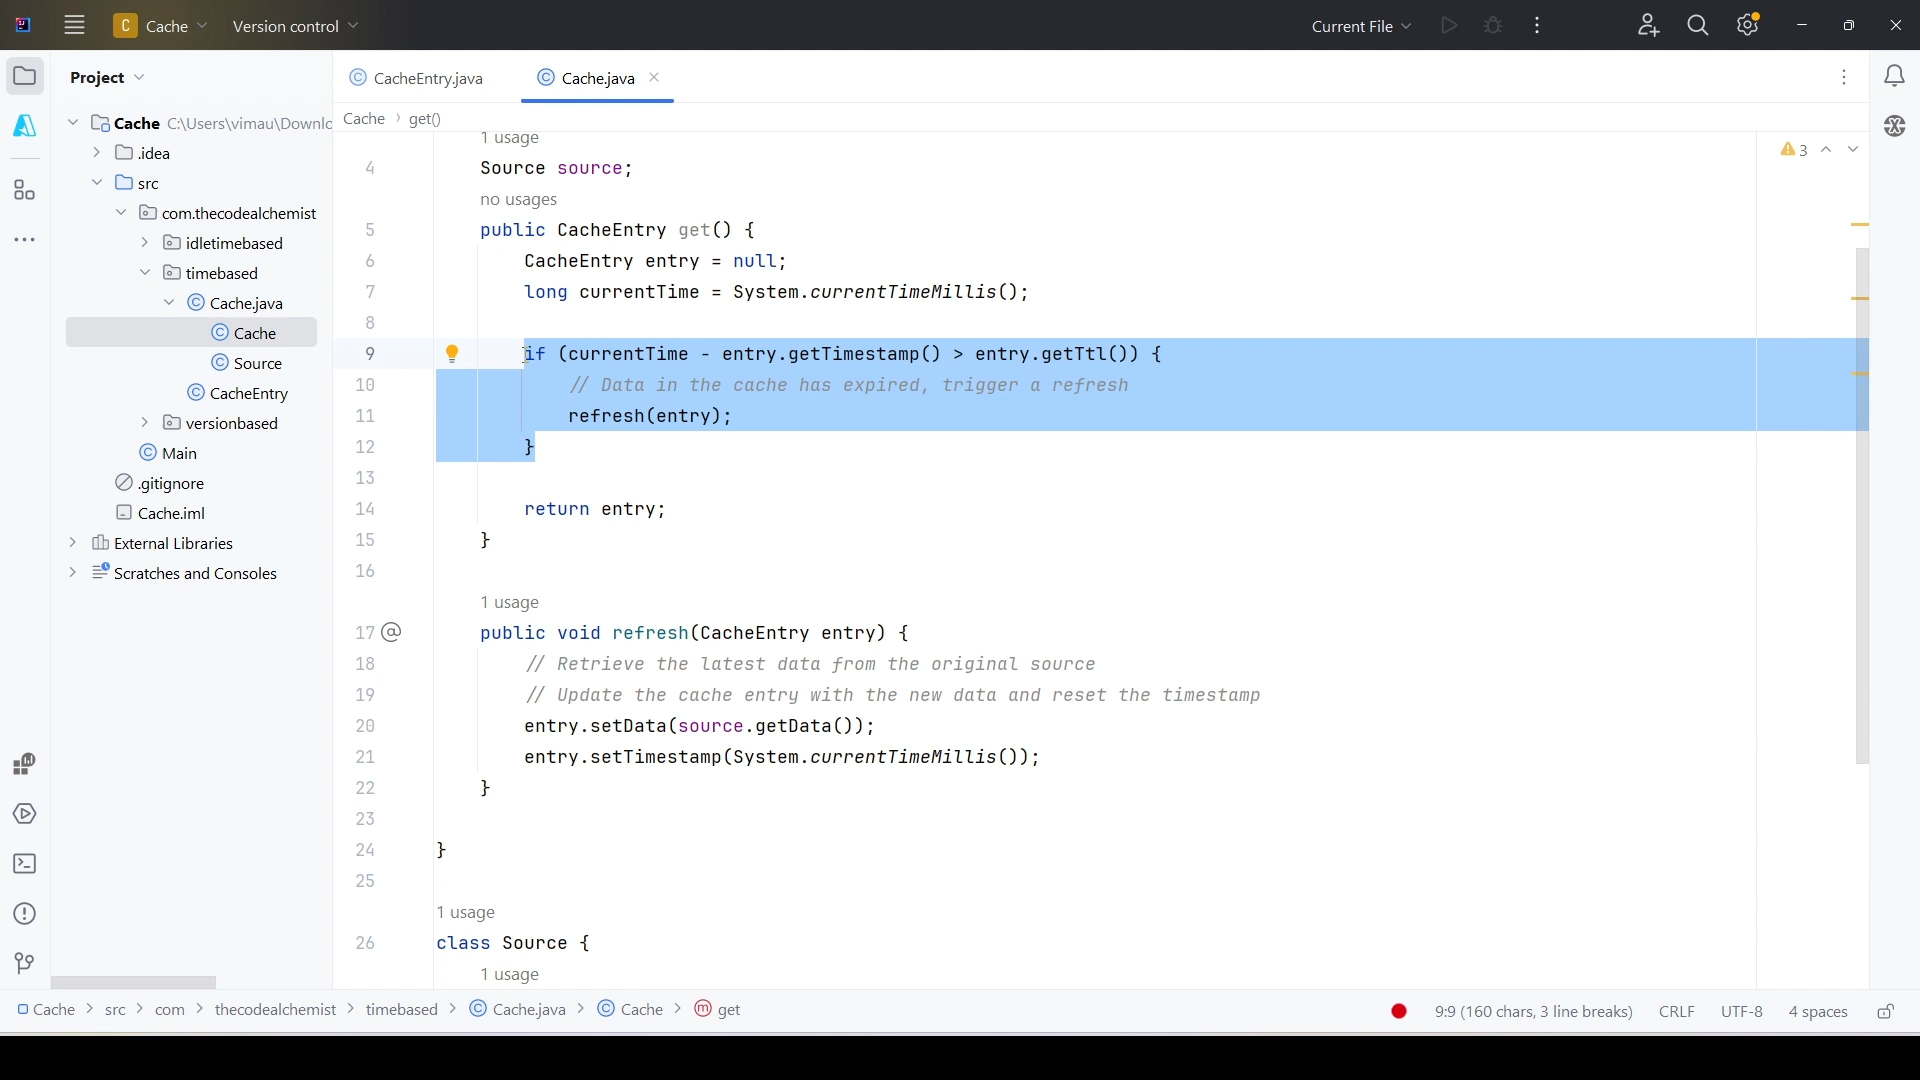 C Cache Version control Current File
Project CacheEntry.java Cache.java
Cache C:\Users\vimau\Downlo Cache get()
.idea
src
com.thecodealchemist
idletimebased
timebased
Cache.java
Cache
Source
CacheEntry
versionbased
Main
.gitignore
Cache.iml
External Libraries
Scratches and Consoles
1 usage
3
4 Source source;
no usages
5 public CacheEntry get() {
6 CacheEntry entry = null;
7 long currentTime = System.currentTimeMillis();
8
9 if (currentTime - entry.getTimestamp() > entry.getTtl()) {
10 // Data in the cache has expired, trigger a refresh
11 refresh(entry);
12 }
13
14 return entry;
15 }
16
1 usage
17 @ public void refresh(CacheEntry entry) {
18 // Retrieve the latest data from the original source
19 // Update the cache entry with the new data and reset the timestamp
20 entry.setData(source.getData());
21 entry.setTimestamp(System.currentTimeMillis());
22 }
23
24 }
25
1 usage
26 class Source {
1 usage
Cache > src > com > thecodealchemist > timebased > Cache.java > Cache > get 9:9 (160 chars, 3 line breaks) CRLF UTF-8 4 spaces